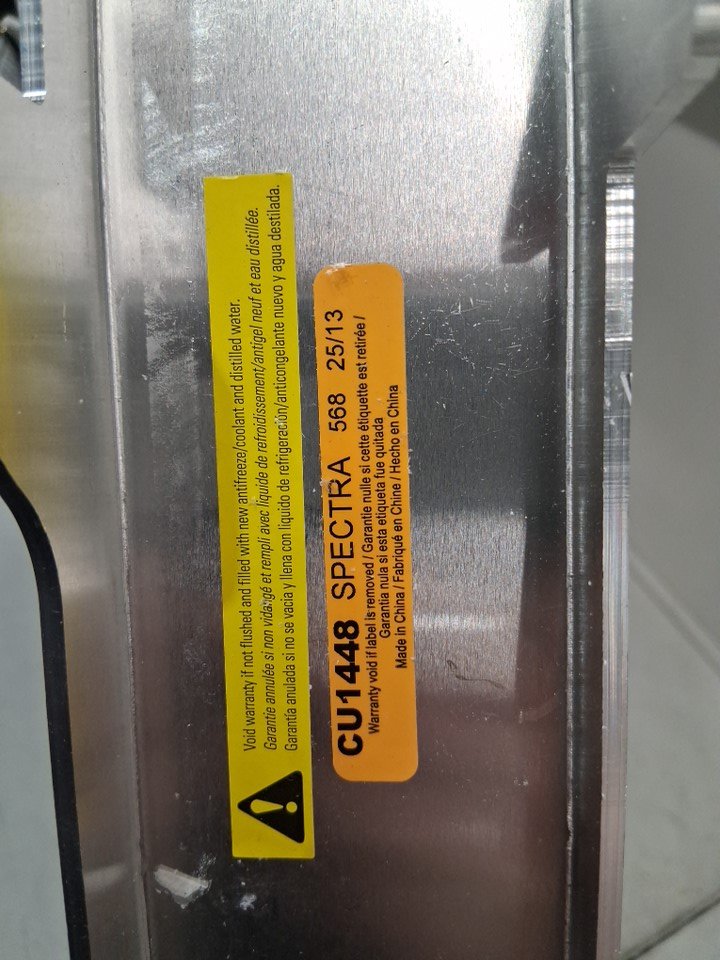 Void warranty if not flushed and filled with new antifreeze/coolant and distilled water.
Garantie annulée si non vidangé et rempli avec liquide de refroidissement/antigel neuf et eau distillée.
Garantía anulada si no se vacia y llena con líquido de refrigeración/anticongelante nuevo y agua destilada.
CU1448 SPECTRA 568 25/13
Warranty void if label is removed / Garantie nulle si cette étiquette est retirée /
Garantia nula si esta etiqueta fue quitada
Made in China / Fabriqué en Chine / Hecho en China